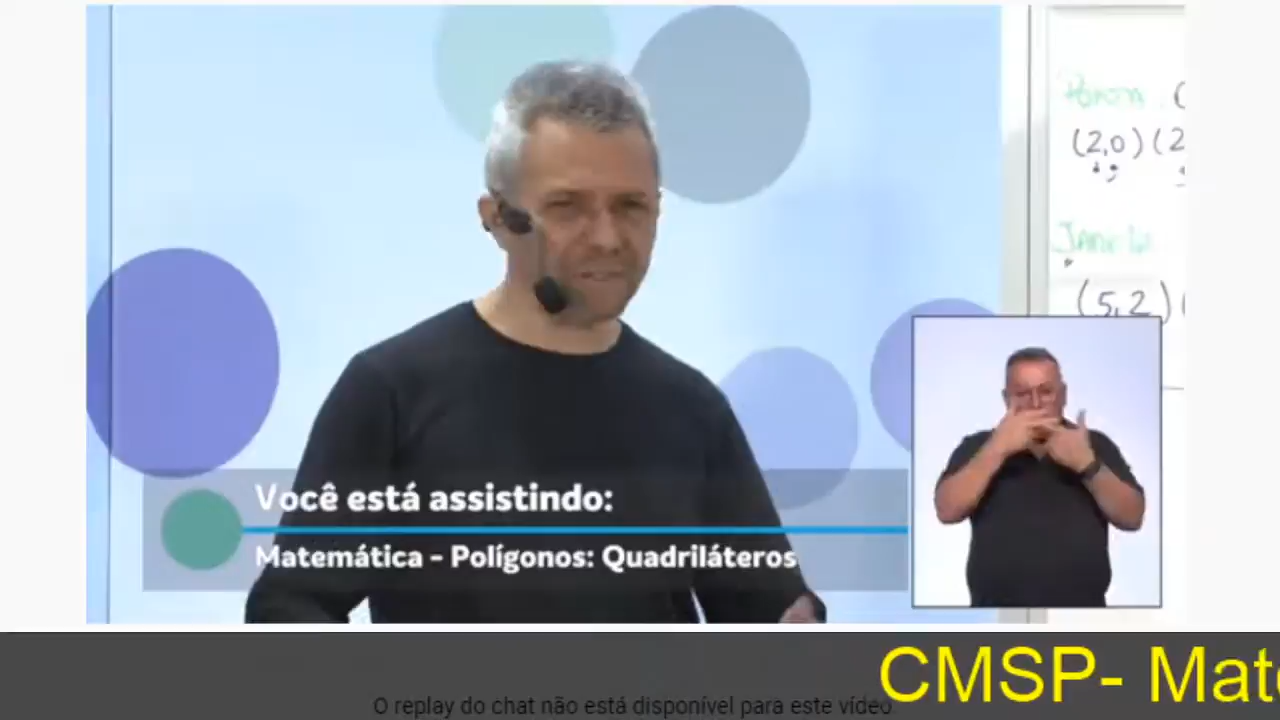 (2,0) (2
(5,2) (
Você está assistindo:
Matemática - Polígonos: Quadriláteros
CMSP- Mat
O replay do chat não está disponível para este vídeo.